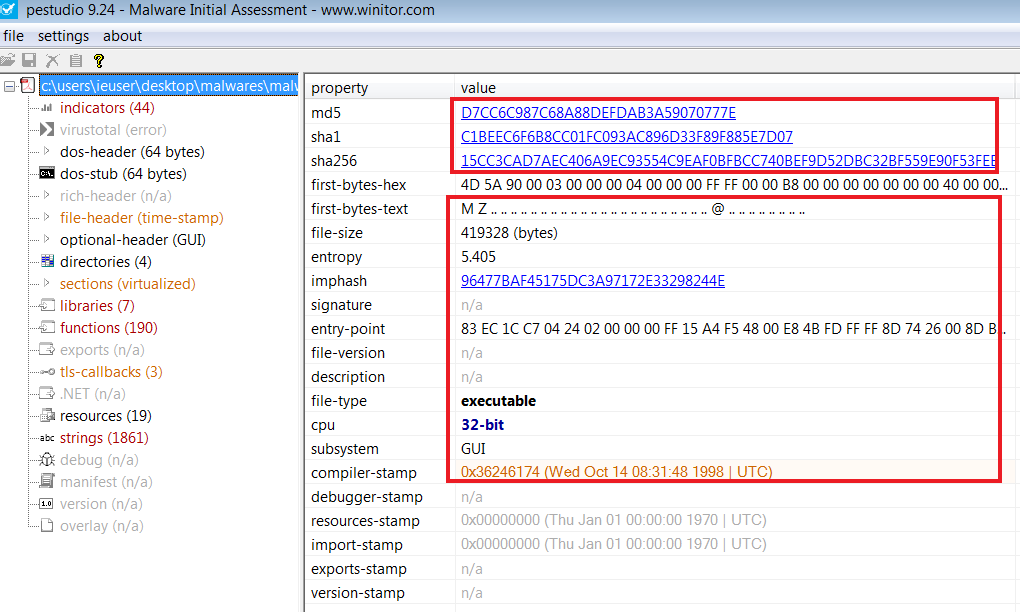 pestudio 9.24 - Malware Initial Assessment - www.winitor.com
file settings about
c:\users\ieuser\desktop\malwares\malw
indicators (44)
virustotal (error)
dos-header (64 bytes)
dos-stub (64 bytes)
rich-header (n/a)
file-header (time-stamp)
optional-header (GUI)
directories (4)
sections (virtualized)
libraries (7)
functions (190)
exports (n/a)
tls-callbacks (3)
.NET (n/a)
resources (19)
abc strings (1861)
debug (n/a)
manifest (n/a)
1.0 version (n/a)
overlay (n/a)
property value
md5 D7CC6C987C68A88DEFDAB3A59070777E
sha1 C1BEEC6F6B8CC01FC093AC896D33F89F885E7D07
sha256 15CC3CAD7AEC406A9EC93554C9EAF0BFBCC740BEF9D52DBC32BF559E90F53FEE
first-bytes-hex 4D 5A 90 00 03 00 00 00 04 00 00 00 FF FF 00 00 B8 00 00 00 00 00 00 00 40 00 00...
first-bytes-text M Z .. .. .. .. .. .. .. .. .. .. .. .. .. .. .. .. .. .. .. .. .. .. @ .. .. .. .. .. .. .. ..
file-size 419328 (bytes)
entropy 5.405
imphash 96477BAF45175DC3A97172E33298244E
signature n/a
entry-point 83 EC 1C C7 04 24 02 00 00 00 FF 15 A4 F5 48 00 E8 4B FD FF FF 8D 74 26 00 8D B...
file-version n/a
description n/a
file-type executable
cpu 32-bit
subsystem GUI
compiler-stamp 0x36246174 (Wed Oct 14 08:31:48 1998 | UTC)
debugger-stamp n/a
resources-stamp 0x00000000 (Thu Jan 01 00:00:00 1970 | UTC)
import-stamp 0x00000000 (Thu Jan 01 00:00:00 1970 | UTC)
exports-stamp n/a
version-stamp n/a